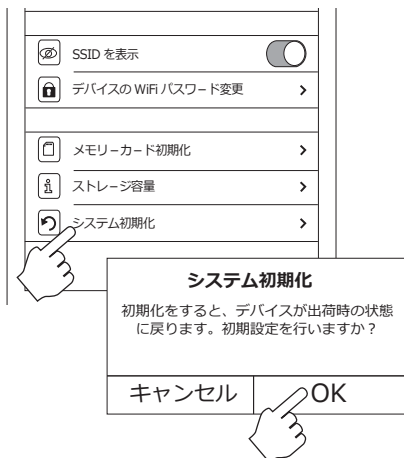 SSID を表示
デバイスの WiFi パスワード変更
メモリーカード初期化
ストレージ容量
システム初期化
システム初期化
初期化をすると、デバイスが出荷時の状態
に戻ります。初期設定を行いますか？
キャンセル
OK